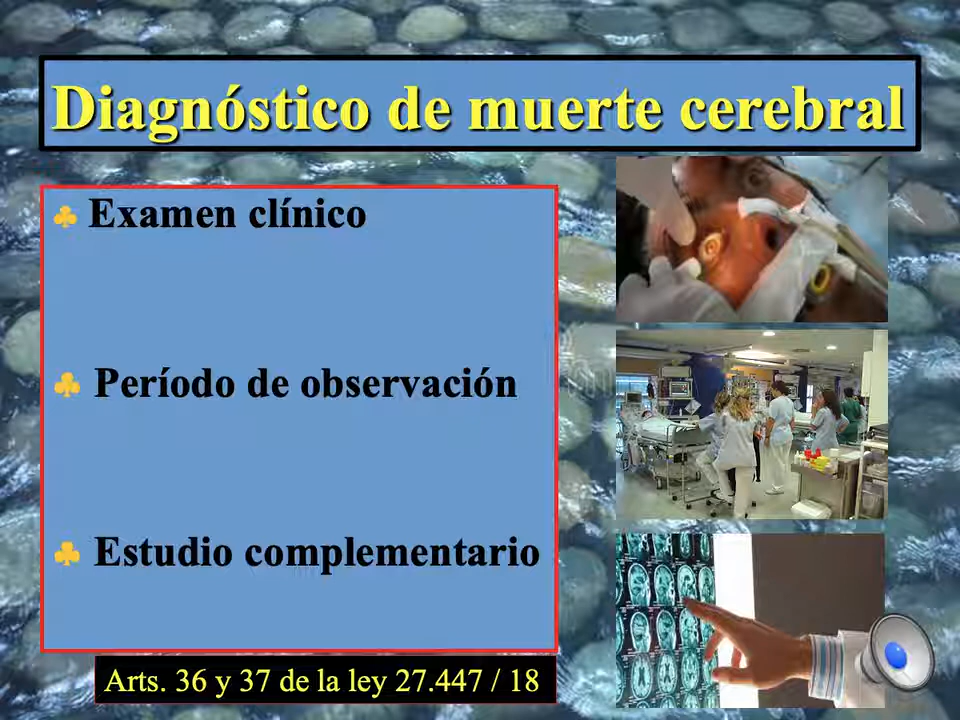 Diagnóstico de muerte cerebral
Examen clínico
Período de observación
Estudio complementario
Arts. 36 y 37 de la ley 27.447 / 18